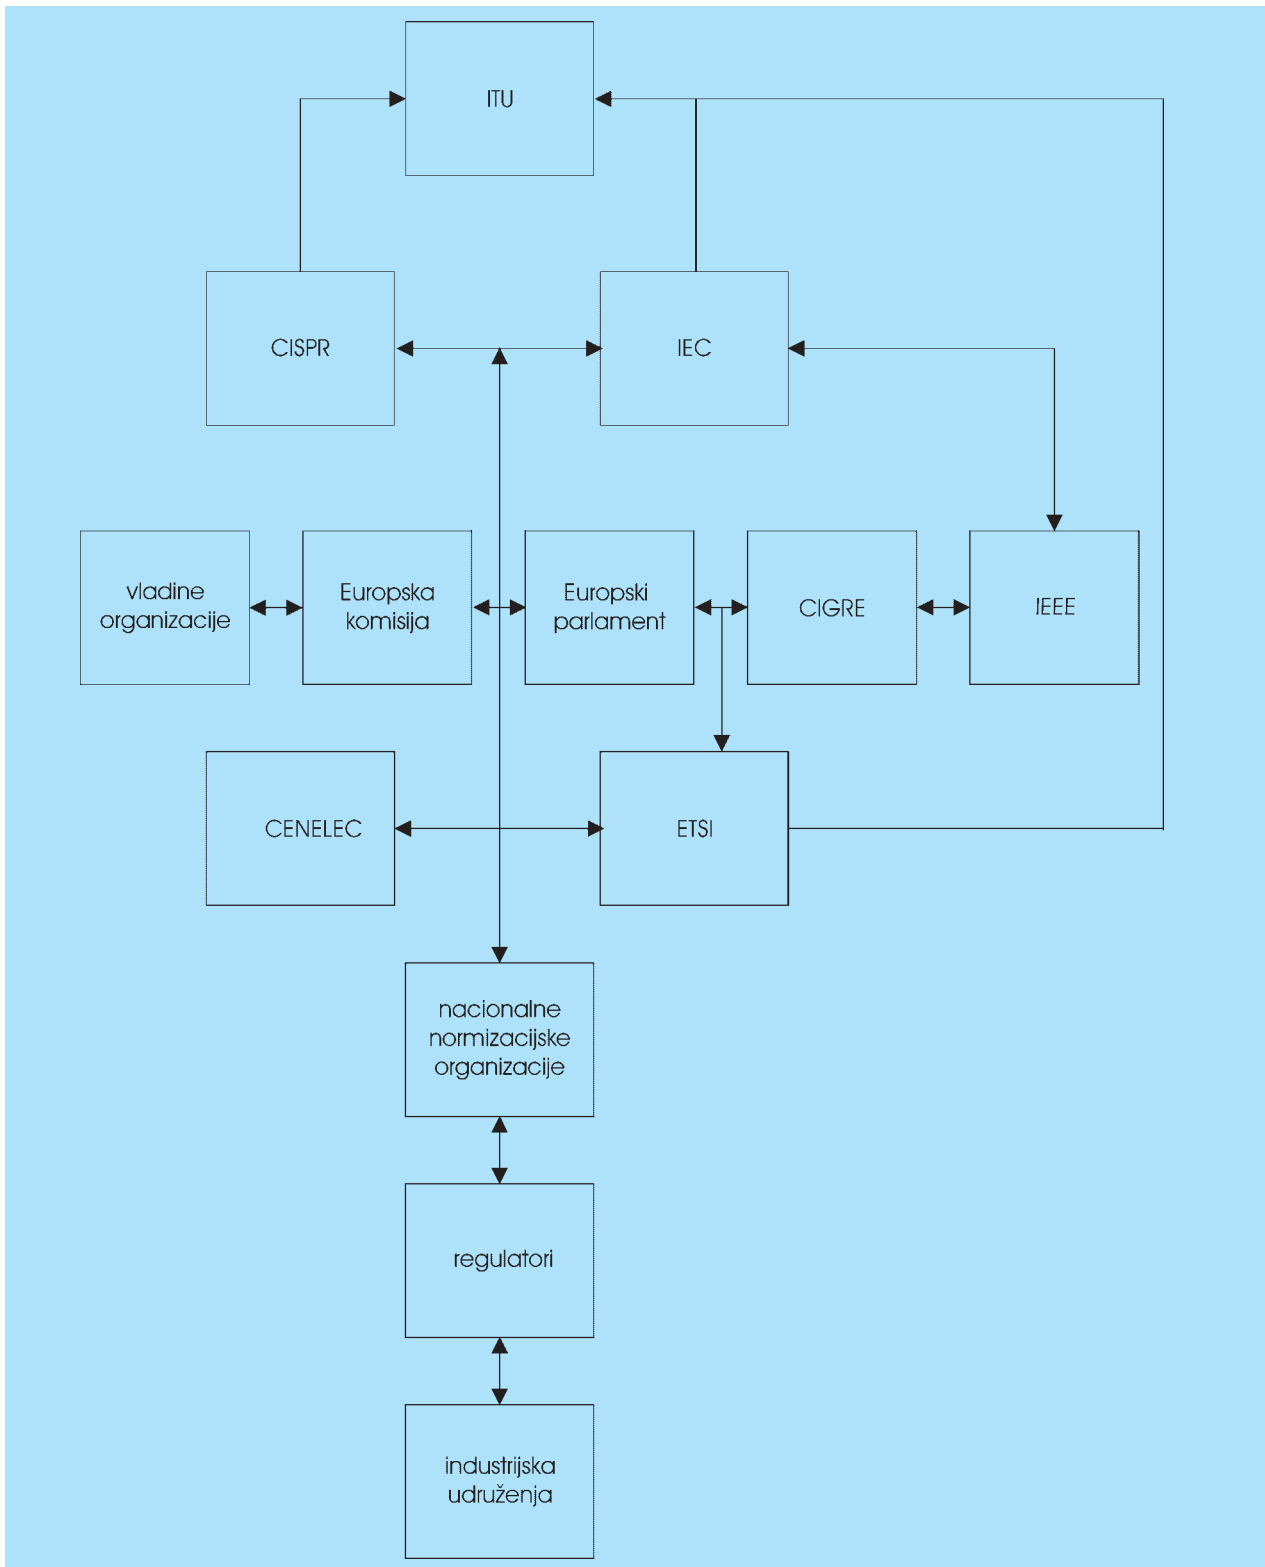 ITU
CISPR
IEC
vladine
organizacije
Europska
komisija
Europski
parlament
CIGRE
IEEE
CENELEC
ETSI
nacionalne
normizacijske
organizacije
regulatori
industrijska
udruženja